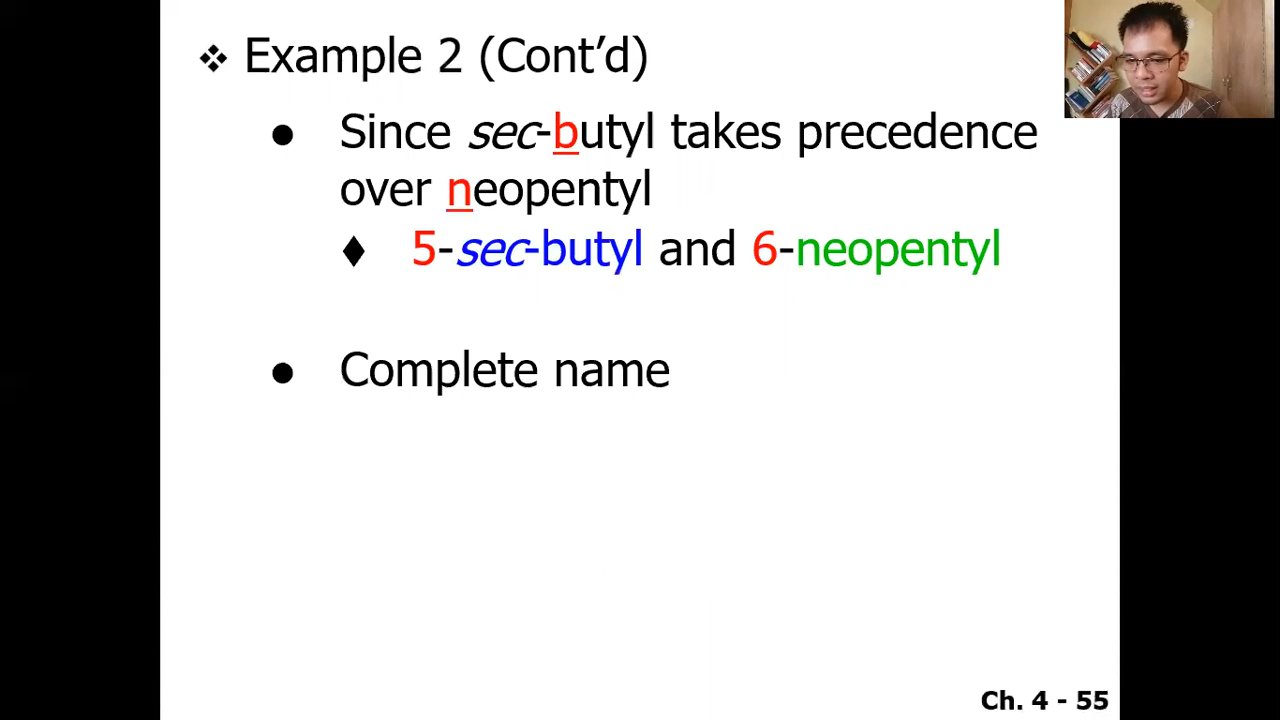 ❖ Example 2 (Cont’d)
● Since sec-butyl takes precedence
over neopentyl
♦ 5-sec-butyl and 6-neopentyl
● Complete name
Ch. 4 - 55